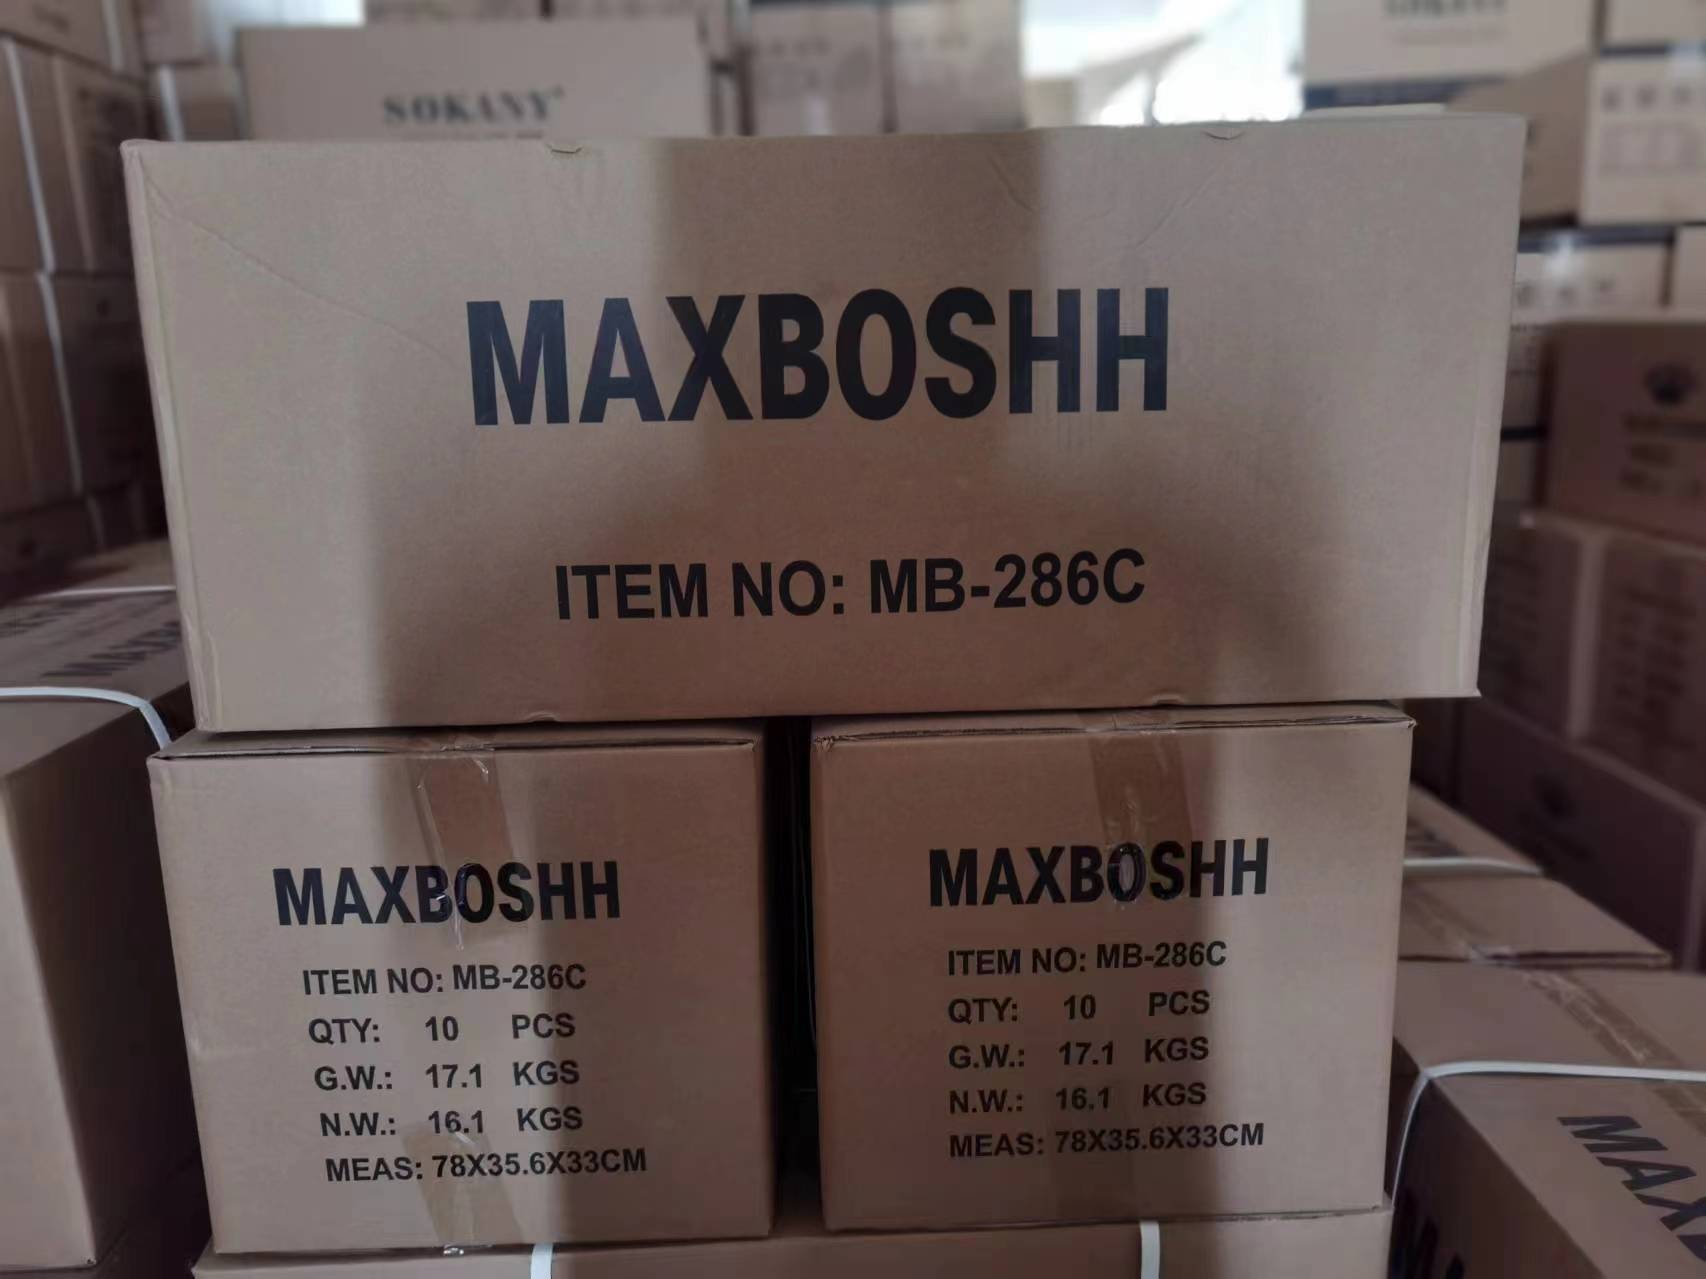 SOKANY
SOKANY
MAXBOSHH
ITEM NO: MB-286C
MAXBOSHH
ITEM NO: MB-286C
QTY: 10 PCS
G.W.: 17.1 KGS
N.W.: 16.1 KGS
MEAS: 78X35.6X33CM
MAXBOSHH
ITEM NO: MB-286C
QTY: 10 PCS
G.W.: 17.1 KGS
N.W.: 16.1 KGS
MEAS: 78X35.6X33CM